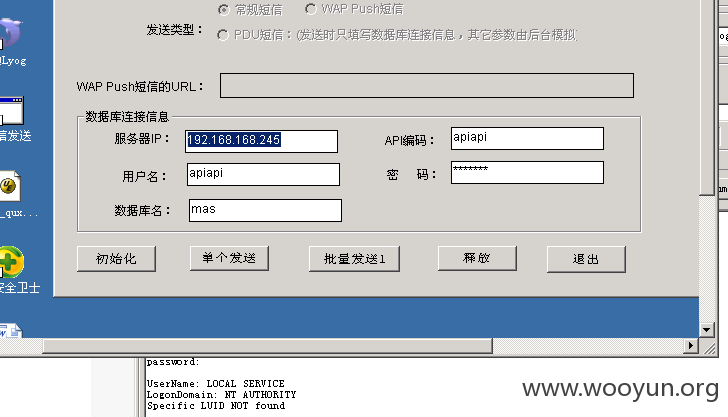 常规短信 WAP Push短信
发送类型：
PDU短信：(发送时只填写数据库连接信息，其它参数由后台模拟
WAP Push短信的URL：
数据库连接信息
服务器IP： 192.168.168.245 API编码： apiapi
用户名： apiapi 密 码： *******
数据库名： mas
初始化 单个发送 批量发送1 释放 退出
QLyog
信发送
_qux...
安全卫士
password:
UserName: LOCAL SERVICE
LogonDomain: NT AUTHORITY
Specific LUID NOT found
www.wooyun.org